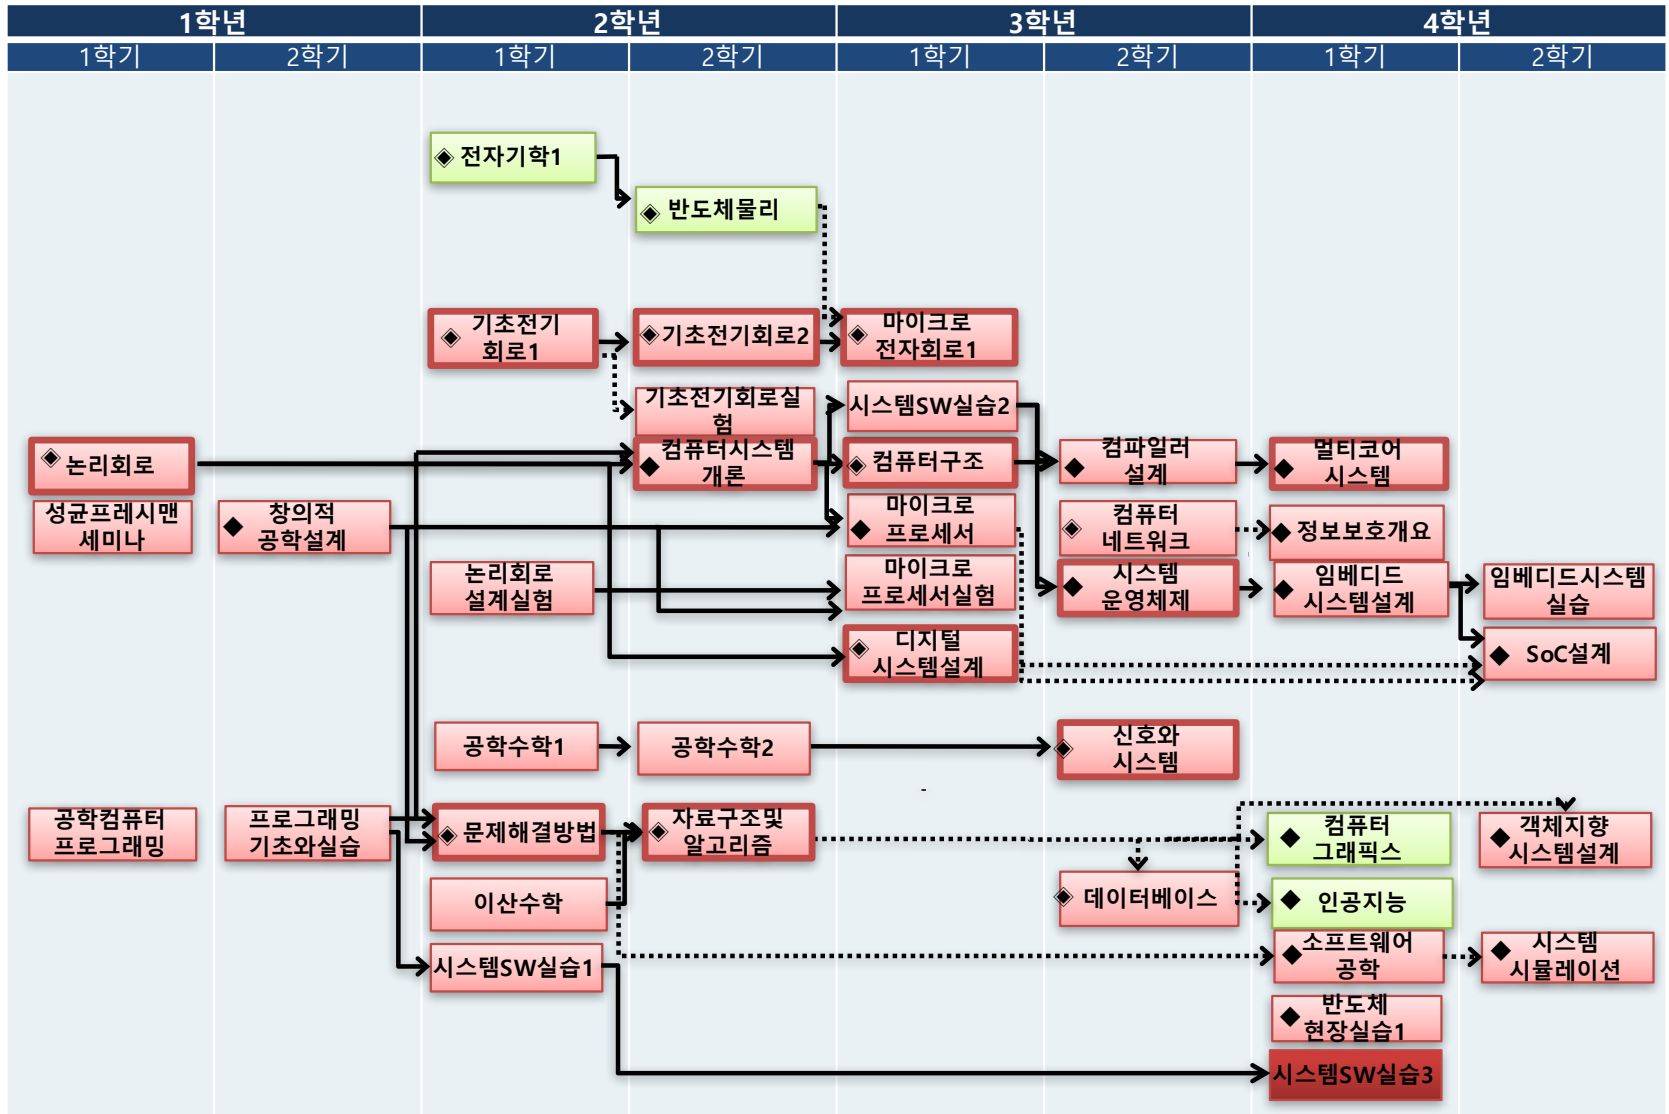 1학년 2학년 3학년 4학년
1학기 2학기 1학기 2학기 1학기 2학기 1학기 2학기
◈ 전자기학1
◈ 반도체물리
◈ 기초전기
회로1
◈ 기초전기회로2
◈ 마이크로
전자회로1
기초전기회로실
험
시스템SW실습2
◈ 논리회로
◆ 컴퓨터시스템
개론
◈ 컴퓨터구조
◆ 컴파일러
설계
◆ 멀티코어
시스템
성균프레시맨
세미나
◆ 창의적
공학설계
◆ 마이크로
프로세서
◈ 컴퓨터
네트워크
◆ 정보보호개요
논리회로
설계실험
마이크로
프로세서실험
◆ 시스템
운영체제
◆ 임베디드
시스템설계
임베디드시스템
실습
◈ 디지털
시스템설계
◆ SoC설계
공학수학1
공학수학2
◈ 신호와
시스템
-
공학컴퓨터
프로그래밍
프로그래밍
기초와실습
◈ 문제해결방법
◈ 자료구조및
알고리즘
◆ 컴퓨터
그래픽스
◆ 객체지향
시스템설계
이산수학
◈ 데이터베이스
◆ 인공지능
시스템SW실습1
◆ 소프트웨어
공학
◆ 시스템
시뮬레이션
◆ 반도체
현장실습1
시스템SW실습3